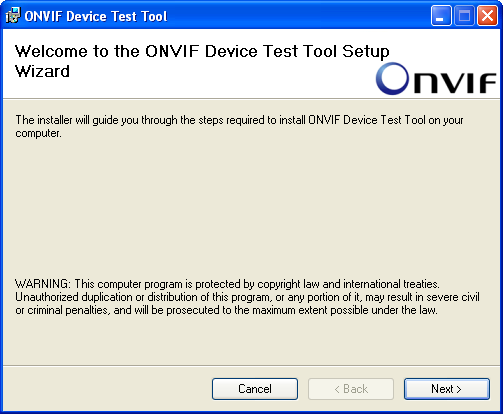 ONVIF Device Test Tool
Welcome to the ONVIF Device Test Tool Setup
Wizard
Onvif
The installer will guide you through the steps required to install ONVIF Device Test Tool on your
computer.
WARNING: This computer program is protected by copyright law and international treaties.
Unauthorized duplication or distribution of this program, or any portion of it, may result in severe civil
or criminal penalties, and will be prosecuted to the maximum extent possible under the law.
Cancel < Back Next >